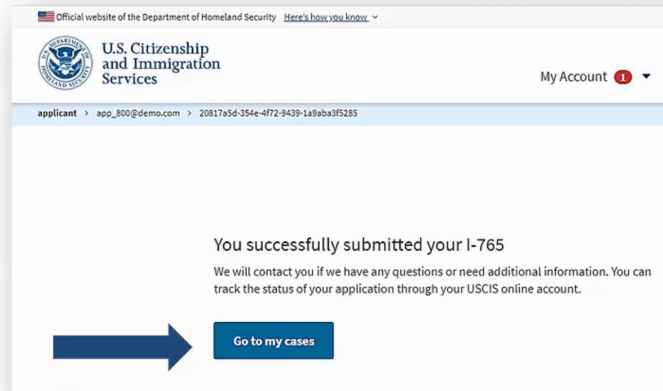 Official website of the Department of Homeland Security Here's how you know
U.S. Citizenship
and Immigration
Services
My Account 1
applicant > app_800@demo.com > 20817a5d-354e-4f72-9439-1a9aba3f5285
You successfully submitted your I-765
We will contact you if we have any questions or need additional information. You can
track the status of your application through your USCIS online account.
Go to my cases